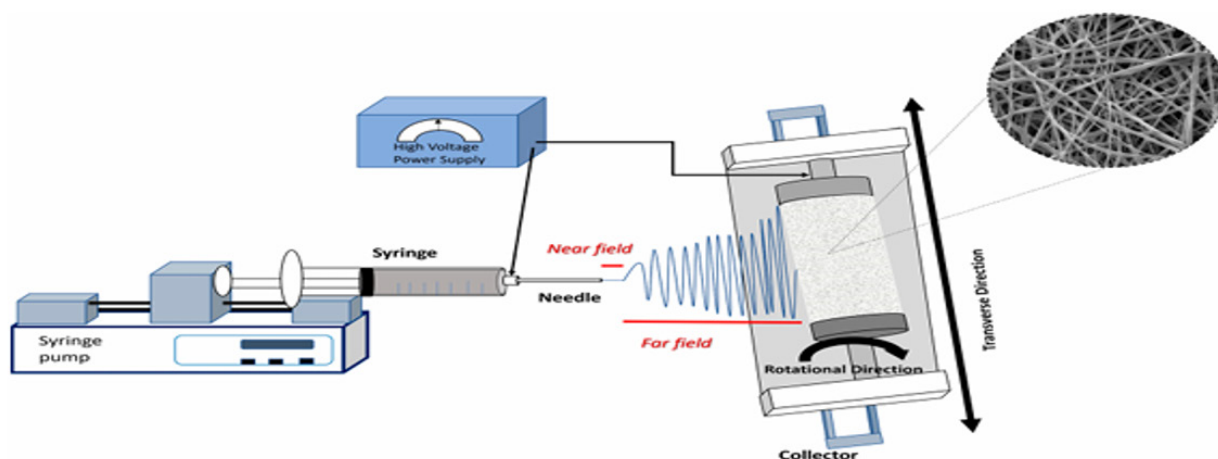 High Voltage
Power Supply
Syringe
Near field
Needle
Syringe
pump
Far field
Rotational Direction
Transverse Direction
Collector